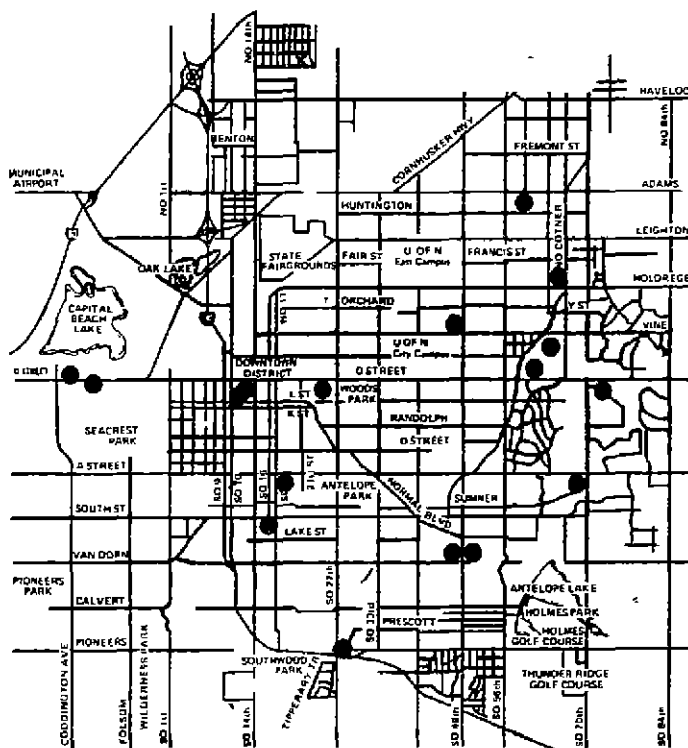 NO 14th
HAVELOC
NO 84th
BENTON
CORNHUSKER HWY
FREMONT ST
MUNICIPAL
AIRPORT
NO 1st
ADAMS
HUNTINGTON
NO COTNER
LEIGHTON
STATE
FAIRGROUNDS
FAIR ST
U OF N
East Campus
FRANCIS ST
OAK LAKE
HOLDREGE
CAPITAL
BEACH
LAKE
ORCHARD
Y ST
VINE
U OF N
City Campus
DOWNTOWN
DISTRICT
O STREET
WOODS
PARK
RANDOLPH
D STREET
SEACREST
PARK
A STREET
21st ST
ANTELOPE
PARK
NORMAL BLVD
SUMNER
SO 9
SO 10
SOUTH ST
LAKE ST
VAN DORN
PIONEERS
PARK
SO 27th
SO 33rd
ANTELOPE LAKE
HOLMES PARK
HOLMES
GOLF COURSE
CALVERT
PRESCOTT
PIONEERS
SOUTHWOOD
PARK
TIPPERARY TR
THUNDER RIDGE
GOLF COURSE
CODDINGTON AVE
FOLSOM
WILDERNESS PARK
SO 1st
SO 14th
SO 48th
SO 56th
SO 70th
SO 84th